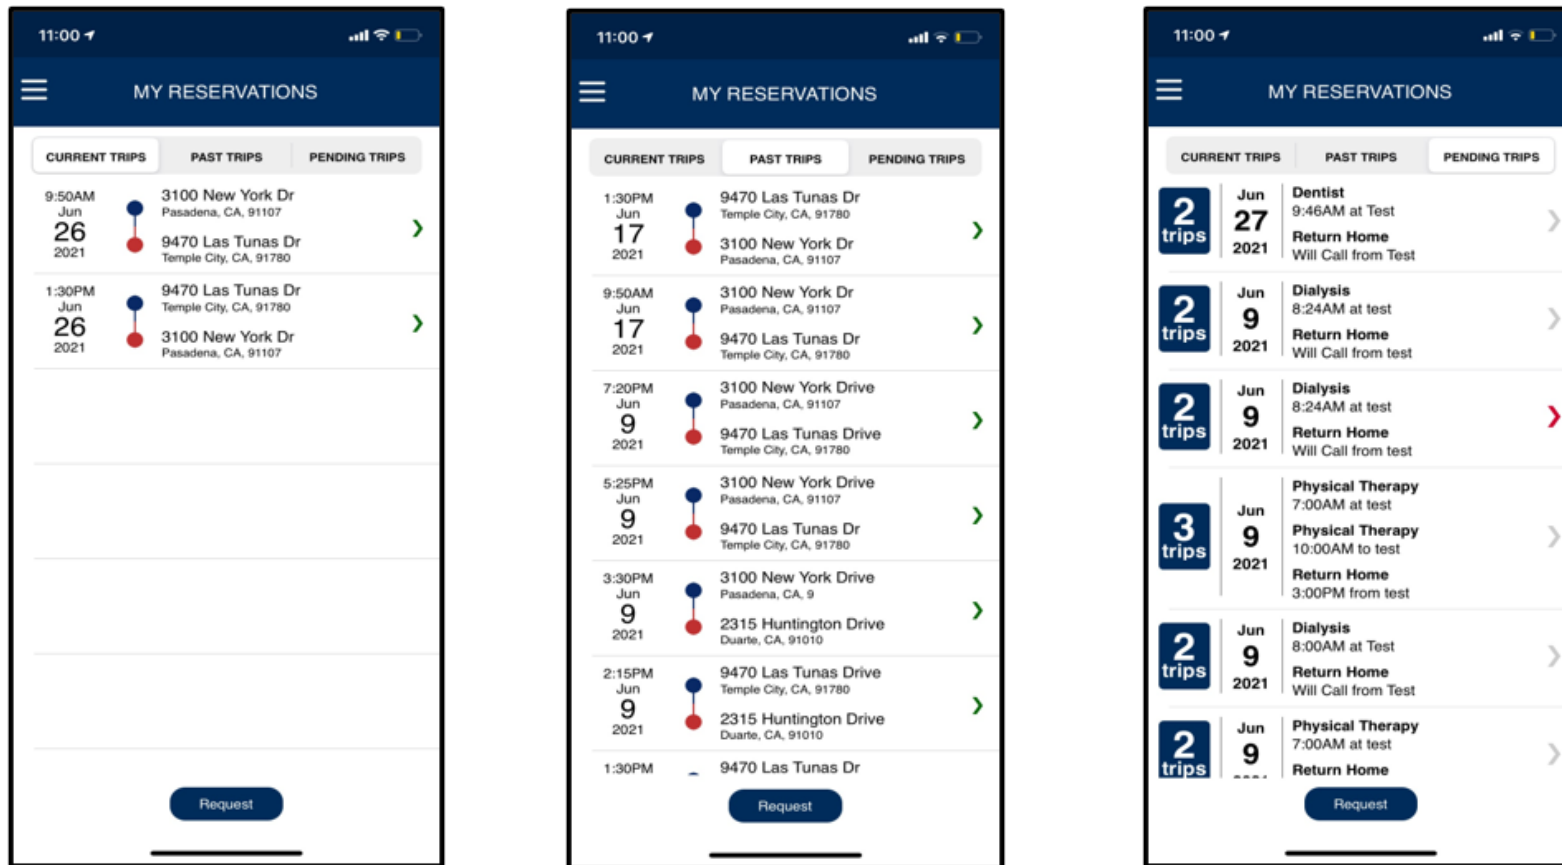 11:00
MY RESERVATIONS
CURRENT TRIPS PAST TRIPS PENDING TRIPS
9:50AM
Jun
26
2021
3100 New York Dr
Pasadena, CA, 91107
9470 Las Tunas Dr
Temple City, CA, 91780
1:30PM
Jun
26
2021
9470 Las Tunas Dr
Temple City, CA, 91780
3100 New York Dr
Pasadena, CA, 91107
Request
11:00
MY RESERVATIONS
CURRENT TRIPS PAST TRIPS PENDING TRIPS
1:30PM
Jun
17
2021
9470 Las Tunas Dr
Temple City, CA, 91780
3100 New York Dr
Pasadena, CA, 91107
9:50AM
Jun
17
2021
3100 New York Dr
Pasadena, CA, 91107
9470 Las Tunas Dr
Temple City, CA, 91780
7:20PM
Jun
9
2021
3100 New York Drive
Pasadena, CA, 91107
9470 Las Tunas Drive
Temple City, CA, 91780
5:25PM
Jun
9
2021
3100 New York Drive
Pasadena, CA, 91107
9470 Las Tunas Dr
Temple City, CA, 91780
3:30PM
Jun
9
2021
3100 New York Drive
Pasadena, CA, 9
2315 Huntington Drive
Duarte, CA, 91010
2:15PM
Jun
9
2021
9470 Las Tunas Drive
Temple City, CA, 91780
2315 Huntington Drive
Duarte, CA, 91010
1:30PM
9470 Las Tunas Dr
Request
11:00
MY RESERVATIONS
CURRENT TRIPS PAST TRIPS PENDING TRIPS
2
trips
Jun
27
2021
Dentist
9:46AM at Test
Return Home
Will Call from Test
2
trips
Jun
9
2021
Dialysis
8:24AM at test
Return Home
Will Call from test
2
trips
Jun
9
2021
Dialysis
8:24AM at test
Return Home
Will Call from test
3
trips
Jun
9
2021
Physical Therapy
7:00AM at test
Physical Therapy
10:00AM to test
Return Home
3:00PM from test
2
trips
Jun
9
2021
Dialysis
8:00AM at Test
Return Home
Will Call from Test
2
trips
Jun
9
Physical Therapy
7:00AM at test
Return Home
Request